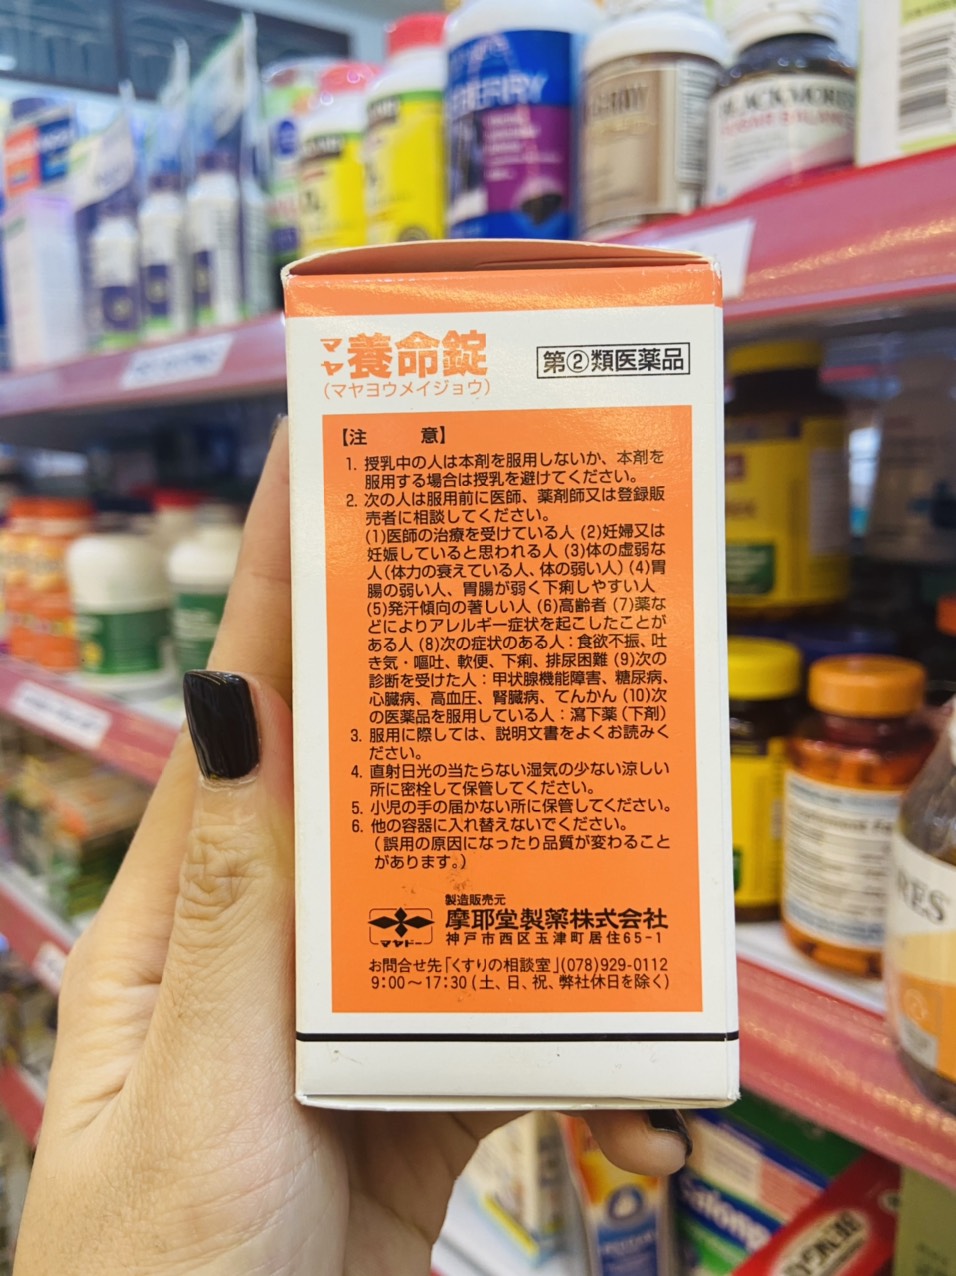 BLACKMORES
マヤ養命錠
(マヤヨウメイジョウ)
第②類医薬品
【注　意】
1. 授乳中の人は本剤を服用しないか、本剤を
服用する場合は授乳を避けてください。
2. 次の人は服用前に医師、薬剤師又は登録販
売者に相談してください。
(1)医師の治療を受けている人 (2)妊婦又は
妊娠していると思われる人 (3)体の虚弱な
人(体力の衰えている人、体の弱い人) (4)胃
腸の弱い人、胃腸が弱く下痢しやすい人
(5)発汗傾向の著しい人 (6)高齢者 (7)薬な
どによりアレルギー症状を起こしたことが
ある人 (8)次の症状のある人：食欲不振、吐
き気・嘔吐、軟便、下痢、排尿困難 (9)次の
診断を受けた人：甲状腺機能障害、糖尿病、
心臓病、高血圧、腎臓病、てんかん (10)次
の医薬品を服用している人：瀉下薬(下剤)
3. 服用に際しては、説明文書をよくお読みく
ださい。
4. 直射日光の当たらない湿気の少ない涼しい
所に密栓して保管してください。
5. 小児の手の届かない所に保管してください。
6. 他の容器に入れ替えないでください。
(誤用の原因になったり品質が変わること
があります。)
製造販売元
マヤドー
摩耶堂製薬株式会社
神戸市西区玉津町居住65-1
お問合せ先「くすりの相談室」(078)929-0112
9:00〜17:30(土、日、祝、弊社休日を除く)